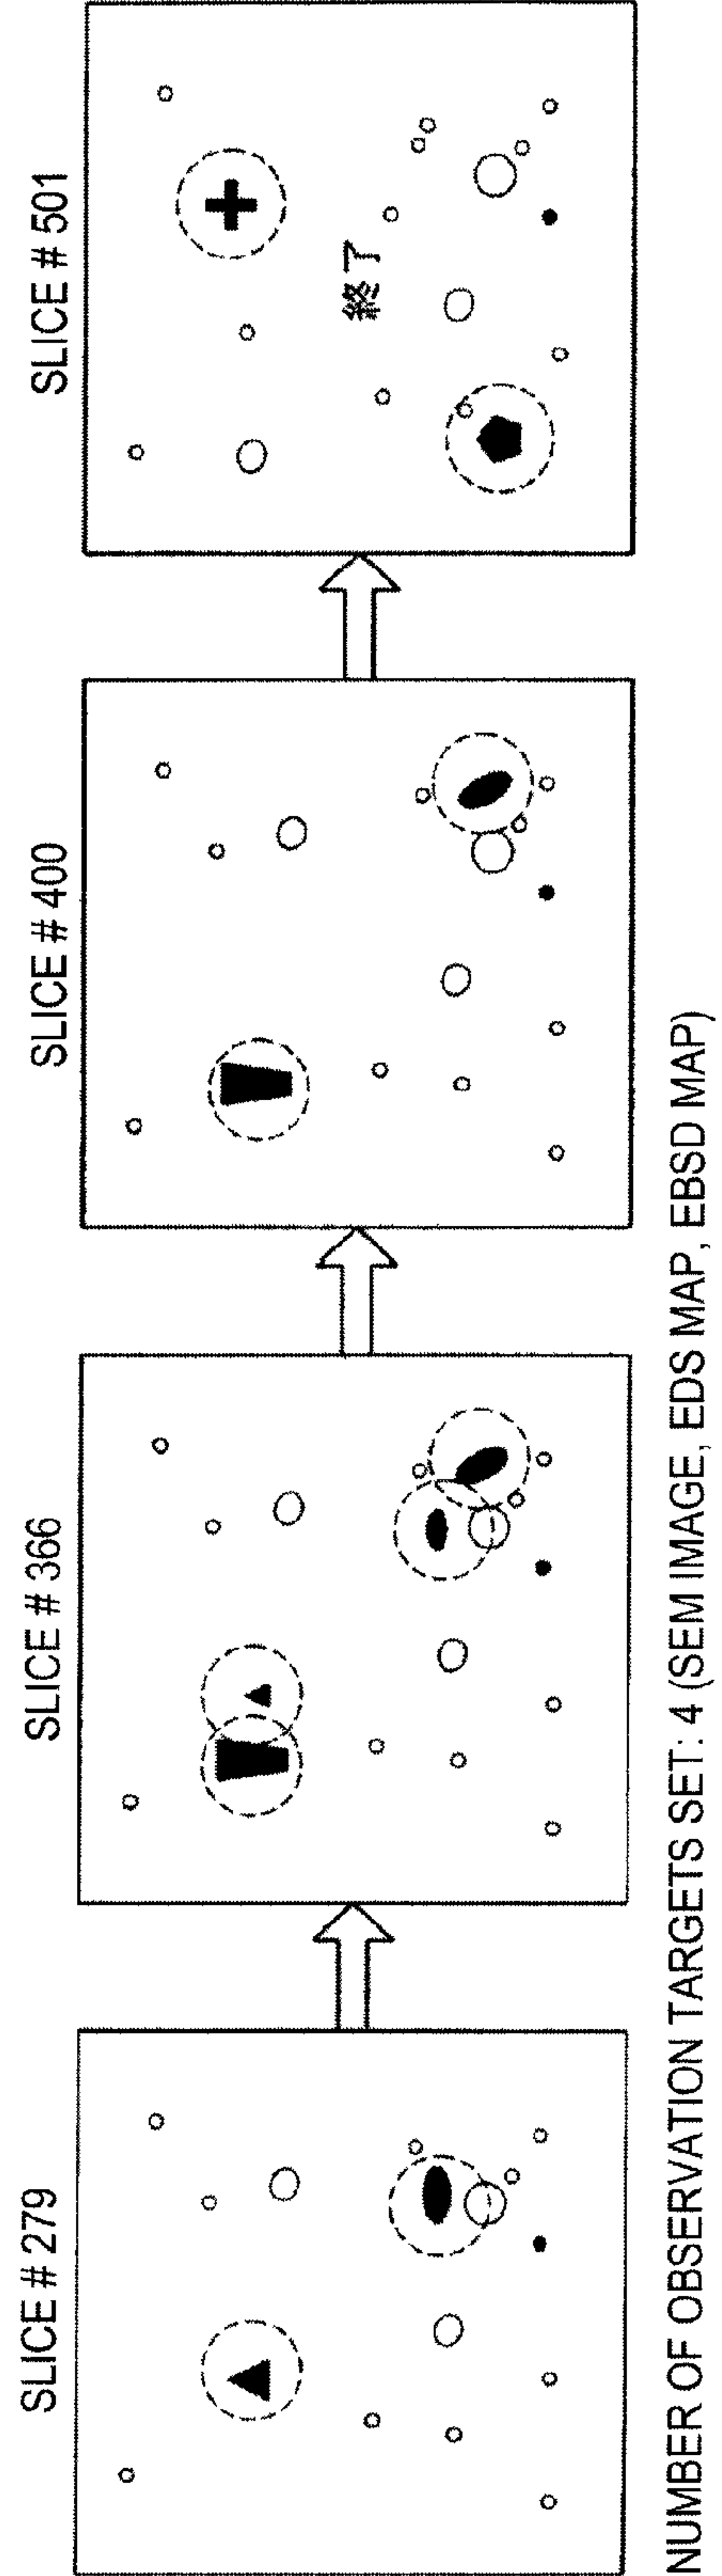 SLICE # 279
SLICE # 366
SLICE # 400
SLICE # 501
終了
NUMBER OF OBSERVATION TARGETS SET: 4 (SEM IMAGE, EDS MAP, EBSD MAP)